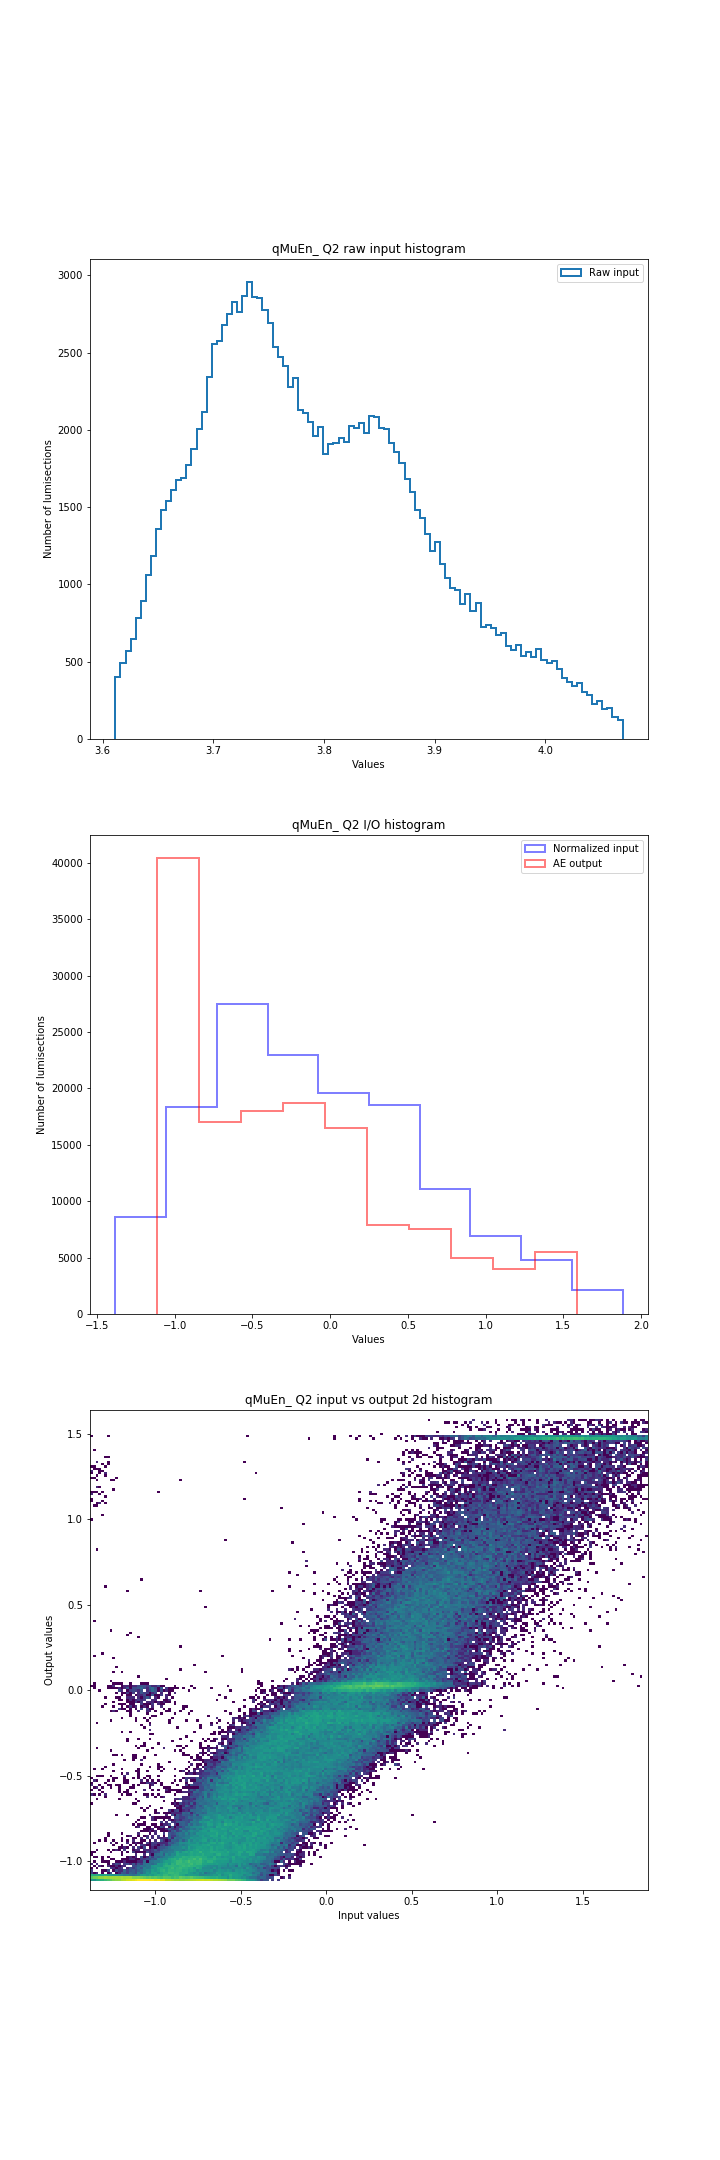 qMuEn_ Q2 raw input histogram
Raw input
3000
2500
2000
1500
1000
500
0
Number of lumisections
3.6 3.7 3.8 3.9 4.0
Values
qMuEn_ Q2 I/O histogram
Normalized input
AE output
40000
35000
30000
25000
20000
15000
10000
5000
0
Number of lumisections
−1.5 −1.0 −0.5 0.0 0.5 1.0 1.5 2.0
Values
qMuEn_ Q2 input vs output 2d histogram
1.5
1.0
0.5
0.0
−0.5
−1.0
Output values
−1.0 −0.5 0.0 0.5 1.0 1.5
Input values